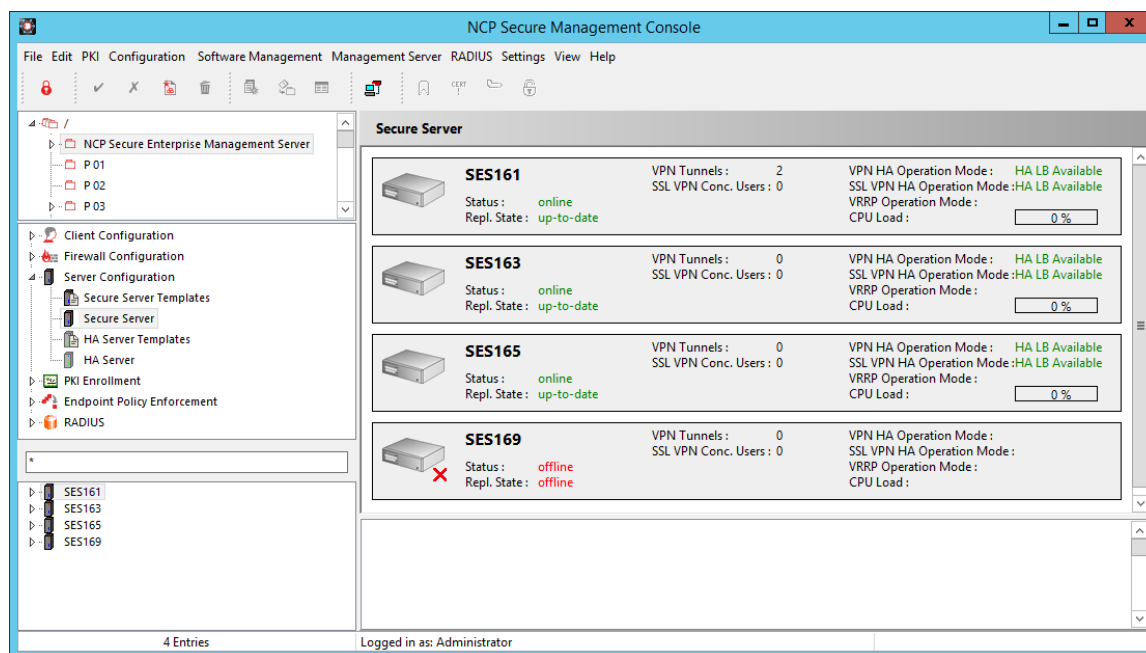 NCP Secure Management Console
File Edit PKI Configuration Software Management Management Server RADIUS Settings View Help
CERT
/
NCP Secure Enterprise Management Server
P 01
P 02
P 03
Client Configuration
Firewall Configuration
Server Configuration
Secure Server Templates
Secure Server
HA Server Templates
HA Server
PKI Enrollment
Endpoint Policy Enforcement
RADIUS
*
SES161
SES163
SES165
SES169
Secure Server
SES161
Status : online
Repl. State : up-to-date
VPN Tunnels : 2
SSL VPN Conc. Users : 0
VPN HA Operation Mode : HA LB Available
SSL VPN HA Operation Mode :HA LB Available
VRRP Operation Mode :
CPU Load : 0 %
SES163
Status : online
Repl. State : up-to-date
VPN Tunnels : 0
SSL VPN Conc. Users : 0
VPN HA Operation Mode : HA LB Available
SSL VPN HA Operation Mode :HA LB Available
VRRP Operation Mode :
CPU Load : 0 %
SES165
Status : online
Repl. State : up-to-date
VPN Tunnels : 0
SSL VPN Conc. Users : 0
VPN HA Operation Mode : HA LB Available
SSL VPN HA Operation Mode :HA LB Available
VRRP Operation Mode :
CPU Load : 0 %
SES169
Status : offline
Repl. State : offline
VPN Tunnels : 0
SSL VPN Conc. Users : 0
VPN HA Operation Mode :
SSL VPN HA Operation Mode :
VRRP Operation Mode :
CPU Load :
4 Entries
Logged in as: Administrator